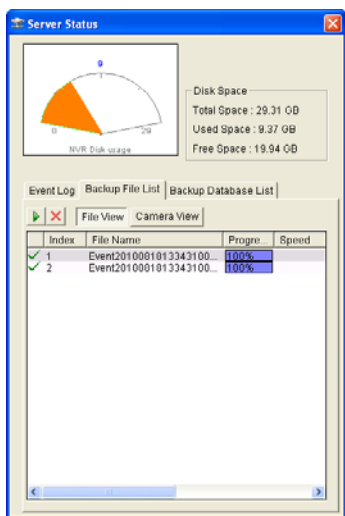 Server Status
9
0
29
NVR Disk usage
Disk Space
Total Space : 29.31 GB
Used Space : 9.37 GB
Free Space : 19.94 GB
Event Log Backup File List Backup Database List
File View Camera View
Index File Name Progre... Speed
1 Event2010081813343100... 100%
2 Event2010081813343100... 100%